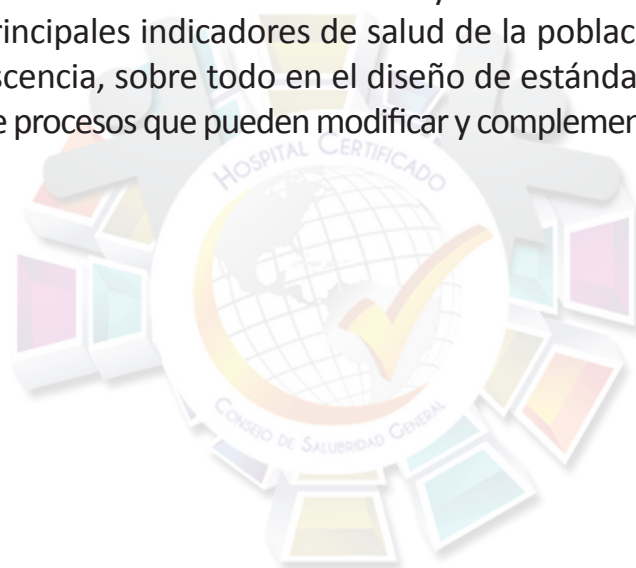 rincipales indicadores de salud de la poblac
scencia, sobre todo en el diseño de estánda
e procesos que pueden modificar y complemen
HOSPITAL CERTIFICADO
CONSEJO DE SALUBRIDAD GENERAL